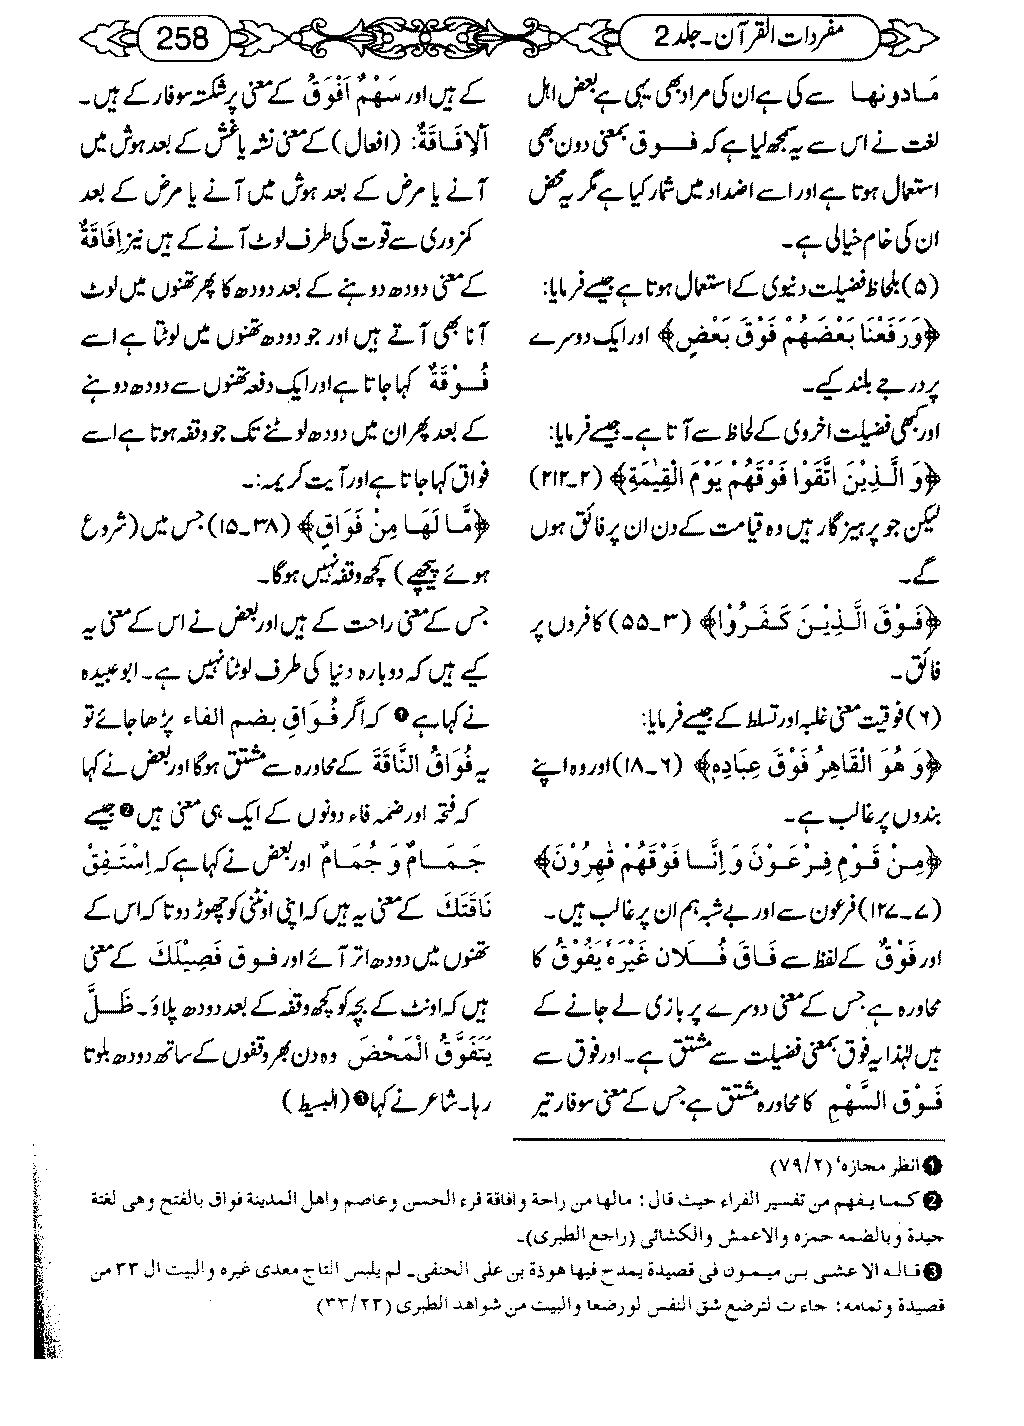 مفردات القرآن۔ جلد 2
258
مَادونها سے کی ہے ان کی مراد بھی یہی ہے بعض اہل
لغت نے اس سے یہ سمجھ لیا ہے کہ فوق بمعنی دون بھی
استعمال ہوتا ہے اور اسے اضداد میں شمار کیا ہے مگر یہ محض
ان کی خام خیالی ہے۔
(۵) بلحاظ فضیلت دنیوی کے استعمال ہوتا ہے جیسے فرمایا:
﴿وَرَفَعْنَا بَعْضَهُمْ فَوْقَ بَعْضٍ﴾ اور ایک دوسرے
پر درجے بلند کیے۔
اور کبھی فضیلت اخروی کے لحاظ سے آتا ہے۔ جیسے فرمایا:
﴿وَالَّذِيْنَ اتَّقَوْا فَوْقَهُمْ يَوْمَ الْقِيٰمَةِ﴾ (۲۔۲۱۲)
لیکن جو پرہیزگار ہیں وہ قیامت کے دن ان پر فائق ہوں
گے۔
﴿فَوْقَ الَّذِيْنَ كَفَرُوْا﴾ (۳۔۵۵) کافروں پر
فائق۔
(۶) فوقیت معنی غلبہ اور تسلط کے جیسے فرمایا:
﴿وَهُوَ الْقَاهِرُ فَوْقَ عِبَادِهٖ﴾ (۶۔۱۸) اور وہ اپنے
بندوں پر غالب ہے۔
﴿مِنْ قَوْمِ فِرْعَوْنَ وَإِنَّا فَوْقَهُمْ قٰهِرُوْنَ﴾
(۷۔۱۲۷) فرعون سے اور بے شبہ ہم ان پر غالب ہیں۔
اور فَوْقٌ کے لفظ سے فَاقَ فُلَان غَيْرَهٗ يَفُوْقُ کا
محاورہ ہے جس کے معنی دوسرے پر بازی لے جانے کے
ہیں لہٰذا یہ فوق بمعنی فضیلت سے مشتق ہے۔ اور فوق سے
فَوْق السَّهْمِ کا محاورہ مشتق ہے جس کے معنی سوفار تیر
کے ہیں اور سَهْمٌ اَفْوَقُ کے معنی پر شکستہ سوفار کے ہیں۔
اَلْاِفَاقَةُ: (افعال) کے معنی نشہ یا غش کے بعد ہوش میں
آنے یا مرض کے بعد ہوش میں آنے یا مرض کے بعد
کمزوری سے قوت کی طرف لوٹ آنے کے ہیں نیز اِفَاقَةٌ
کے معنی دودھ دوہنے کے بعد دودھ کا پھر تھنوں میں لوٹ
آنا بھی آتے ہیں اور جو دودھ تھنوں میں لوٹتا ہے اسے
فُوْقَةٌ کہا جاتا ہے اور ایک دفعہ تھنوں سے دودھ دوہنے
کے بعد پھر ان میں دودھ لوٹنے تک جو وقفہ ہوتا ہے اسے
فواق کہا جاتا ہے اور آیت کریمہ:۔
﴿مَّا لَهَا مِنْ فَوَاقٍ﴾ (۳۸۔۱۵) جس میں (شروع
ہوئے پیچھے) کچھ وقفہ نہیں ہوگا۔
جس کے معنی راحت کے ہیں اور بعض نے اس کے معنی یہ
کیے ہیں کہ دوبارہ دنیا کی طرف لوٹنا نہیں ہے۔ ابوعبیدہ
نے کہا ہے ❶ کہ اگر فُوَاقِ بضم الفاء پڑھا جائے تو
یہ فُوَاقُ النَّاقَةَ کے محاورہ سے مشتق ہوگا اور بعض نے کہا
کہ فتحہ اور ضمہ فاء دونوں کے ایک ہی معنی ہیں ❷ جیسے
جَمَامٌ وَ جُمَامٌ اور بعض نے کہا ہے کہ اِسْتَفِقْ
نَاقَتَكَ کے معنی یہ ہیں کہ اپنی اونٹنی کو چھوڑ دو تا کہ اس کے
تھنوں میں دودھ اتر آئے اور فوق فَصِيْلَكَ کے معنی
ہیں کہ اونٹ کے بچہ کو کچھ وقفہ کے بعد دودھ پلاؤ۔ ظَلَّ
يَتَفَوَّقُ الْمَحْضَ وہ دن بھر وقفوں کے ساتھ دودھ بلوتا
رہا۔ شاعر نے کہا ❸ (البسیط)
❶ انظر مجازه‘ (۷۹/۲)
❷ كما يفهم من تفسير الفراء حيث قال: مالها من راحة وافاقة قرء الحسن وعاصم واهل المدينة فواق بالفتح وهى لغتة
جيدة وبالضمه حمزه والاعمش والكشائى (راجع الطبرى)۔
❸ قاله الاعشى بن ميمون فى قصيدة يمدح فيها هوذة بن على الحنفى۔ لم يلبس التاج معدى غيره والبيت ال ۳۳ من
قصيدة وتمامه: جاء ت لترضع شق النفس لو رضعا والبيت من شواهد الطبرى (۳۳/۲۳)